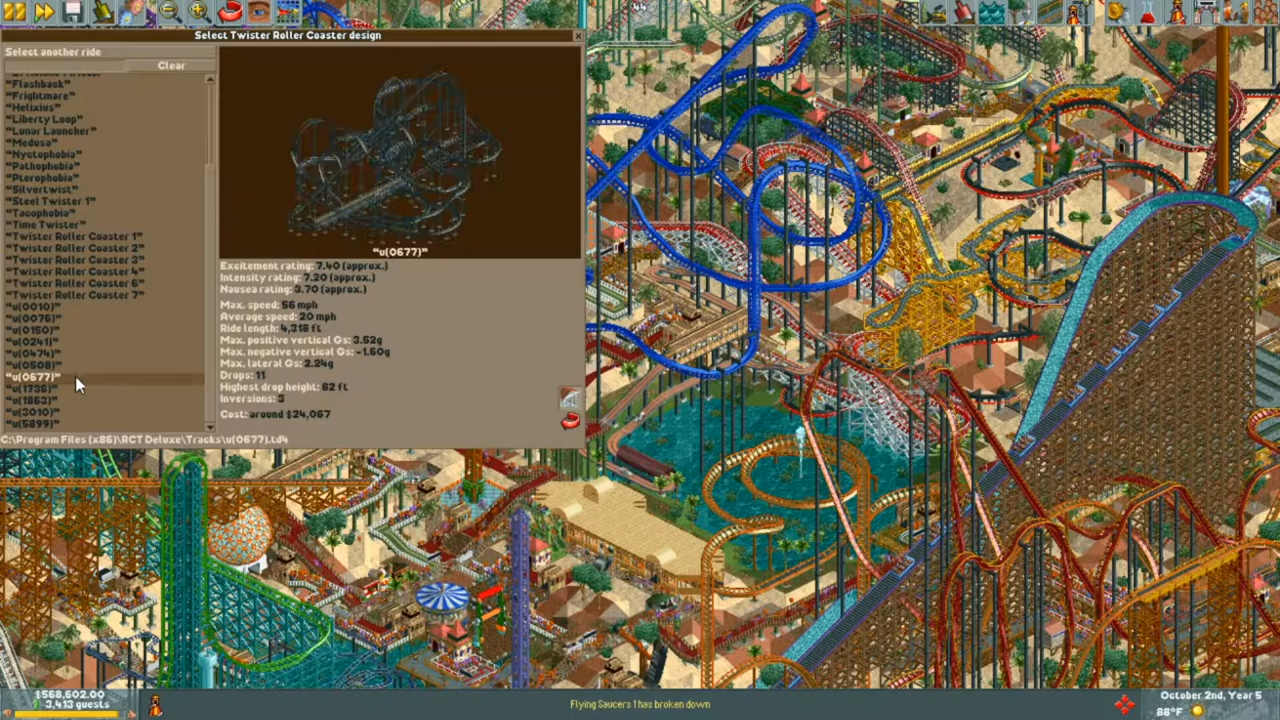 Select Twister Roller Coaster design
Select another ride
Clear
"Flashback"
"Frightmare"
"Helixius"
"Liberty Loop"
"Lunar Launcher"
"Medusa"
"Nyctophobia"
"Pathophobia"
"Pterophobia"
"Silvertwist"
"Steel Twister 1"
"Tacophobia"
"Time Twister"
"Twister Roller Coaster 1"
"Twister Roller Coaster 2"
"Twister Roller Coaster 3"
"Twister Roller Coaster 4"
"Twister Roller Coaster 6"
"Twister Roller Coaster 7"
"u(0010)"
"u(0076)"
"u(0150)"
"u(0241)"
"u(0474)"
"u(0508)"
"u(0677)"
"u(1736)"
"u(1863)"
"u(3010)"
"u(5899)"
"u(0677)"
Excitement rating: 7.40 (approx.)
Intensity rating: 7.20 (approx.)
Nausea rating: 3.70 (approx.)
Max. speed: 56 mph
Average speed: 20 mph
Ride length: 4,318 ft
Max. positive vertical Gs: 3.52g
Max. negative vertical Gs: -1.60g
Max. lateral Gs: 2.24g
Drops: 11
Highest drop height: 82 ft
Inversions: 3
Cost: around $24,067
C:\Program Files (x86)\RCT Deluxe\Tracks\u(0677).td4
$568,602.00
3,413 guests
Flying Saucers 1 has broken down
October 2nd, Year 5
88°F